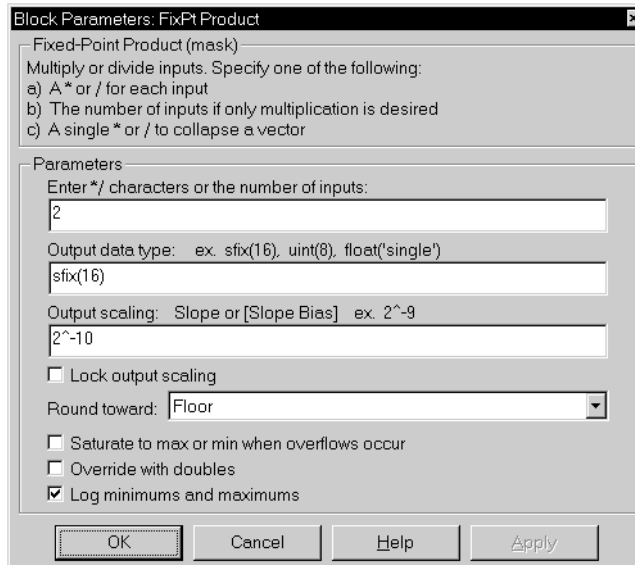 Block Parameters: FixPt Product
Fixed-Point Product (mask)
Multiply or divide inputs. Specify one of the following:
a) A * or / for each input
b) The number of inputs if only multiplication is desired
c) A single * or / to collapse a vector
Parameters
Enter */ characters or the number of inputs:
2
Output data type: ex. sfix(16), uint(8), float('single')
sfix(16)
Output scaling: Slope or [Slope Bias] ex. 2^-9
2^-10
Lock output scaling
Round toward: Floor
Saturate to max or min when overflows occur
Override with doubles
Log minimums and maximums
OK Cancel Help Apply